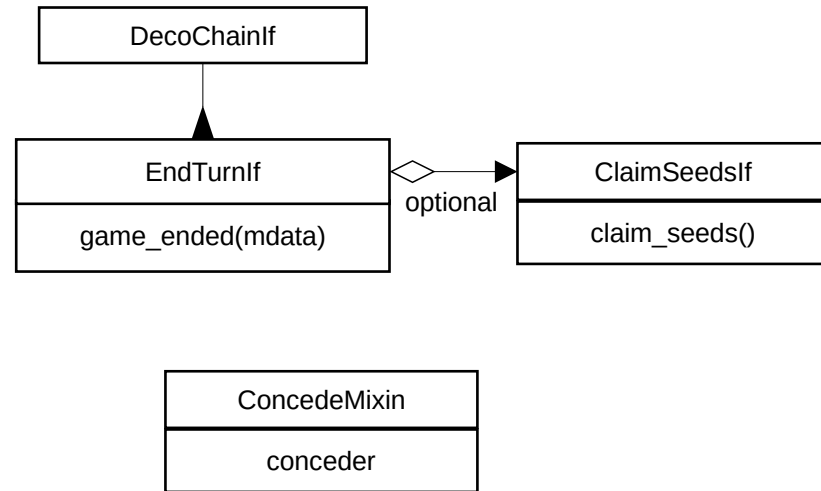 DecoChainIf
EndTurnIf
game_ended(mdata)
optional
ClaimSeedsIf
claim_seeds()
ConcedeMixin
conceder